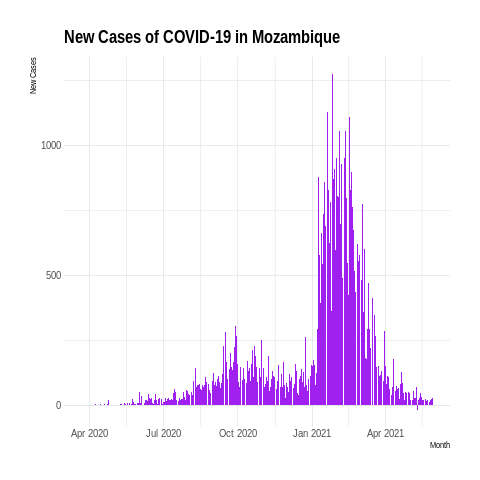 New Cases of COVID-19 in Mozambique
New Cases
1000
500
0
Apr 2020 Jul 2020 Oct 2020 Jan 2021 Apr 2021
Month